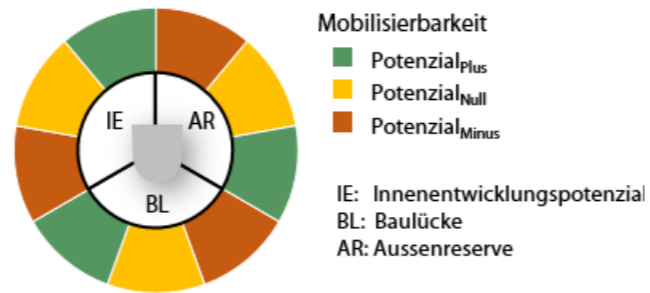 Mobilisierbarkeit
PotenzialPlus
PotenzialNull
PotenzialMinus
IE
AR
BL
IE: Innenentwicklungspotenzial
BL: Baulücke
AR: Aussenreserve